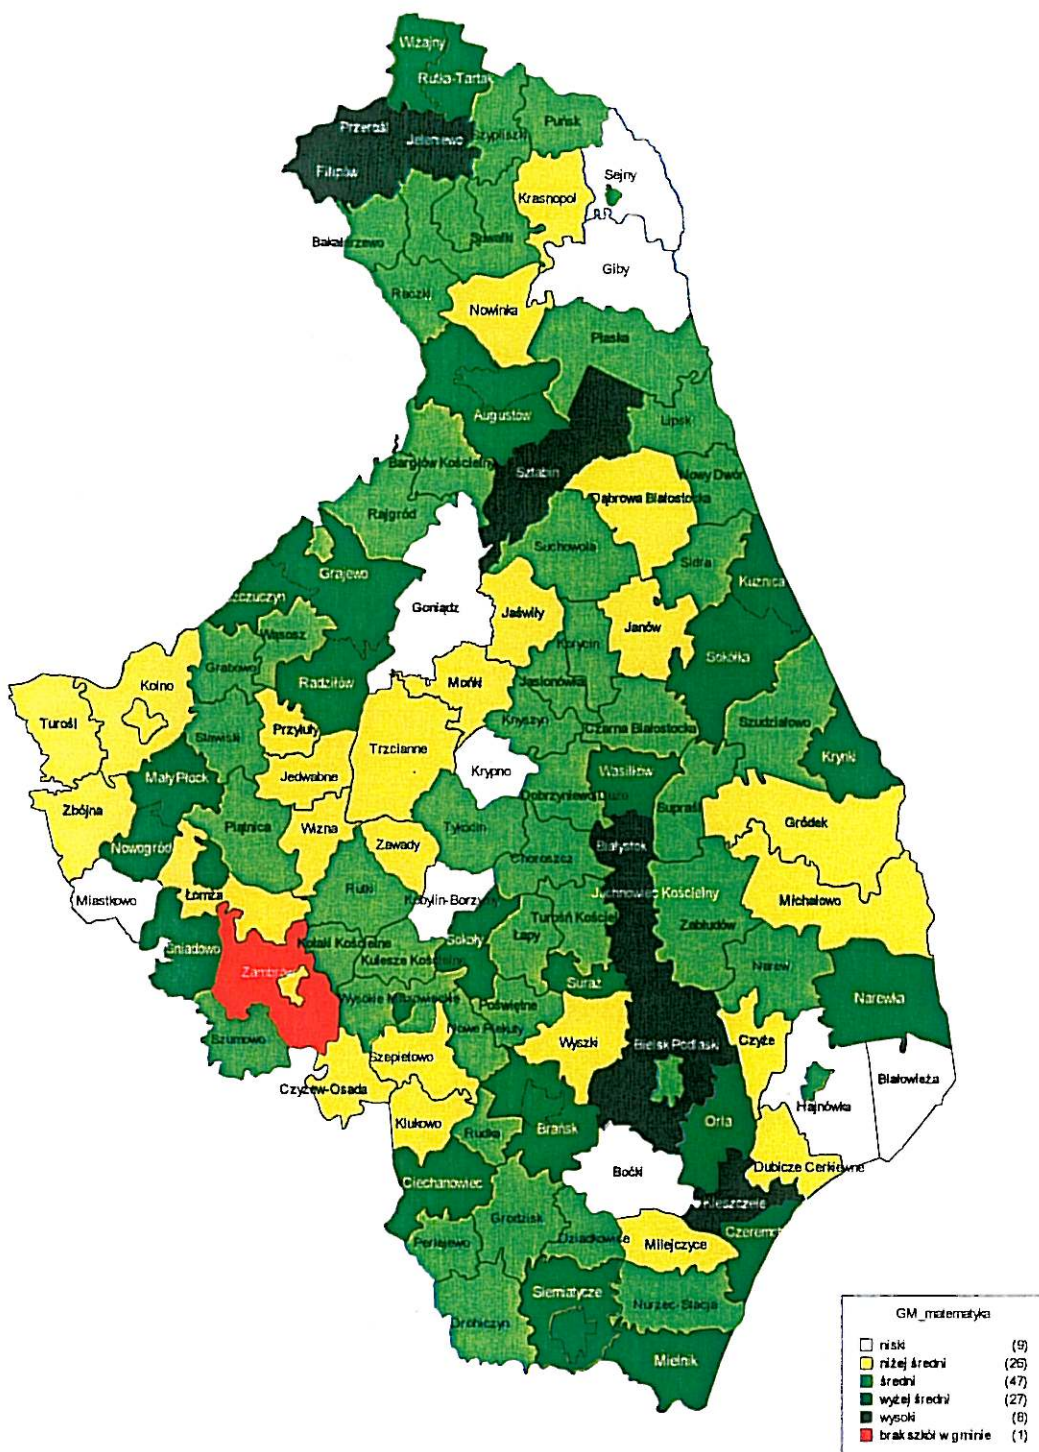 Wiżajny
Rutka-Tartak
Przerośl
Jeleniewo
Szypliszki
Puńsk
Filipów
Krasnopol
Sejny
Bakałarzewo
Suwałki
Giby
Raczki
Nowinka
Płaska
Augustów
Lipsk
Bargłów Kościelny
Sztabin
Nowy Dwór
Dąbrowa Białostocka
Rajgród
Suchowola
Sidra
Grajewo
Kuźnica
Szczuczyn
Goniądz
Jaświły
Janów
Wąsosz
Korycin
Sokółka
Grabowo
Radziłów
Mońki
Jasionówka
Kolno
Turośl
Przytuły
Knyszyn
Czarna Białostocka
Szudziałowo
Stawiski
Trzcianne
Krynki
Mały Płock
Jedwabne
Krypno
Wasilków
Zbójna
Dobrzyniewo Duże
Supraśl
Gródek
Piątnica
Wizna
Tykocin
Nowogród
Zawady
Choroszcz
Białystok
Miastkowo
Łomża
Rutki
Kobylin-Borzymy
Juchnowiec Kościelny
Michałowo
Turośń Kościel
Zabłudów
Śniadowo
Kołaki Kościelne
Sokoły
Łapy
Kulesze Kościelny
Zambrów
Narew
Suraż
Wysokie Mazowieckie
Poświętne
Narewka
Szumowo
Nowe Piekuty
Szepietowo
Wyszki
Bielsk Podlaski
Czyże
Czyżew-Osada
Białowieża
Hajnówka
Klukowo
Rudka
Brańsk
Orla
Boćki
Dubicze Cerkiewne
Ciechanowiec
Kleszczele
Grodzisk
Perlejewo
Dziadkowice
Milejczyce
Czeremcha
Siemiatycze
Nurzec-Stacja
Drohiczyn
Mielnik
GM_matematyka
niski (9)
niżej średni (26)
średni (47)
wyżej średni (27)
wysoki (8)
brak szkół w gminie (1)